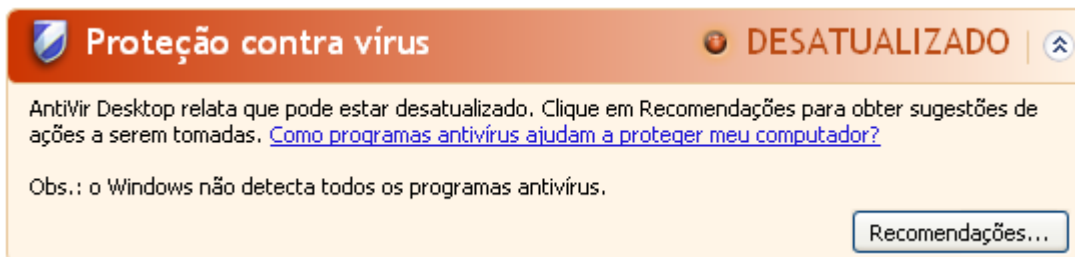 Proteção contra vírus
DESATUALIZADO
AntiVir Desktop relata que pode estar desatualizado. Clique em Recomendações para obter sugestões de
ações a serem tomadas. Como programas antivírus ajudam a proteger meu computador?
Obs.: o Windows não detecta todos os programas antivírus.
Recomendações...